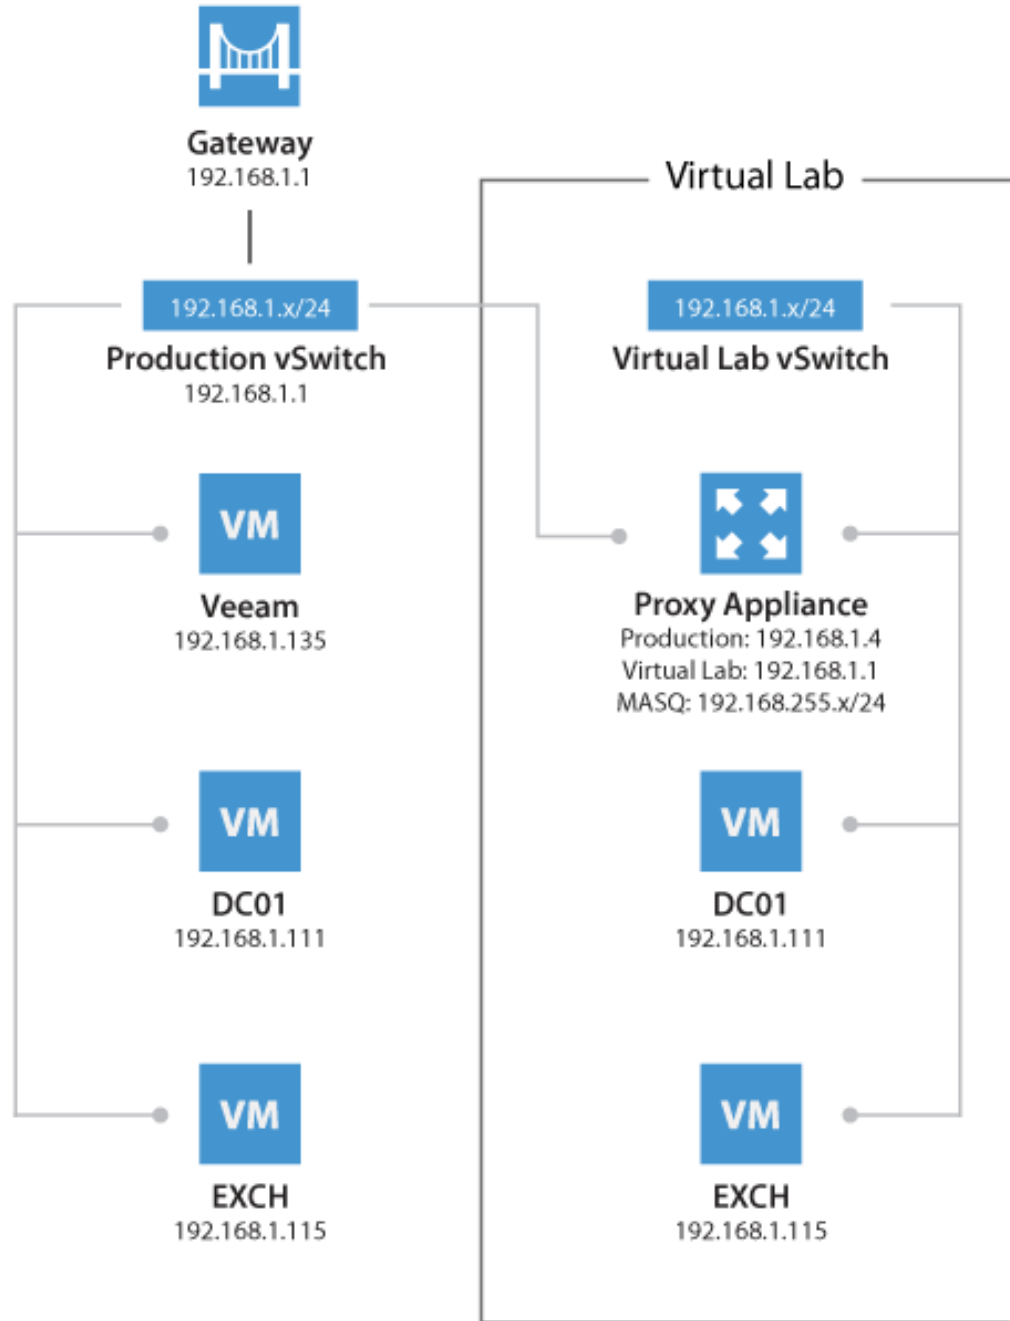 Gateway
192.168.1.1
Virtual Lab
192.168.1.x/24
Production vSwitch
192.168.1.1
192.168.1.x/24
Virtual Lab vSwitch
VM
Veeam
192.168.1.135
Proxy Appliance
Production: 192.168.1.4
Virtual Lab: 192.168.1.1
MASQ: 192.168.255.x/24
VM
DC01
192.168.1.111
VM
DC01
192.168.1.111
VM
EXCH
192.168.1.115
VM
EXCH
192.168.1.115